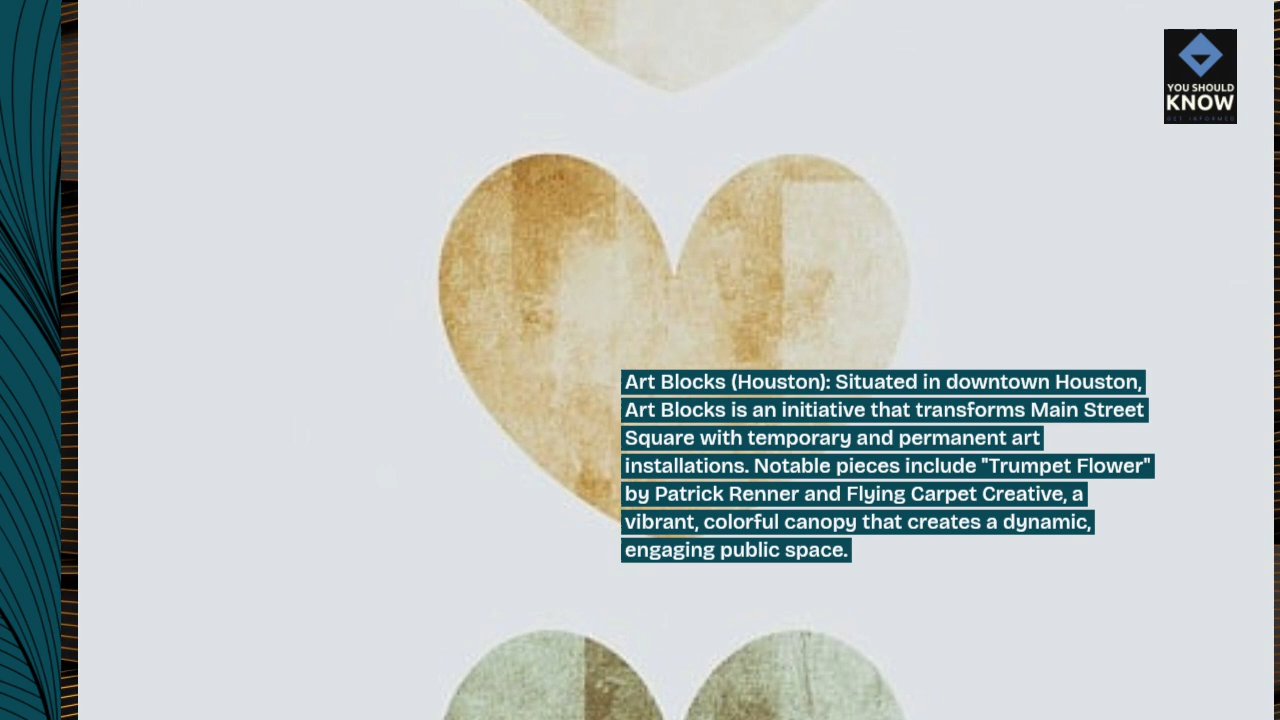 YOU SHOULD
KNOW
GET INFORMED
Art Blocks (Houston): Situated in downtown Houston,
Art Blocks is an initiative that transforms Main Street
Square with temporary and permanent art
installations. Notable pieces include "Trumpet Flower"
by Patrick Renner and Flying Carpet Creative, a
vibrant, colorful canopy that creates a dynamic,
engaging public space.